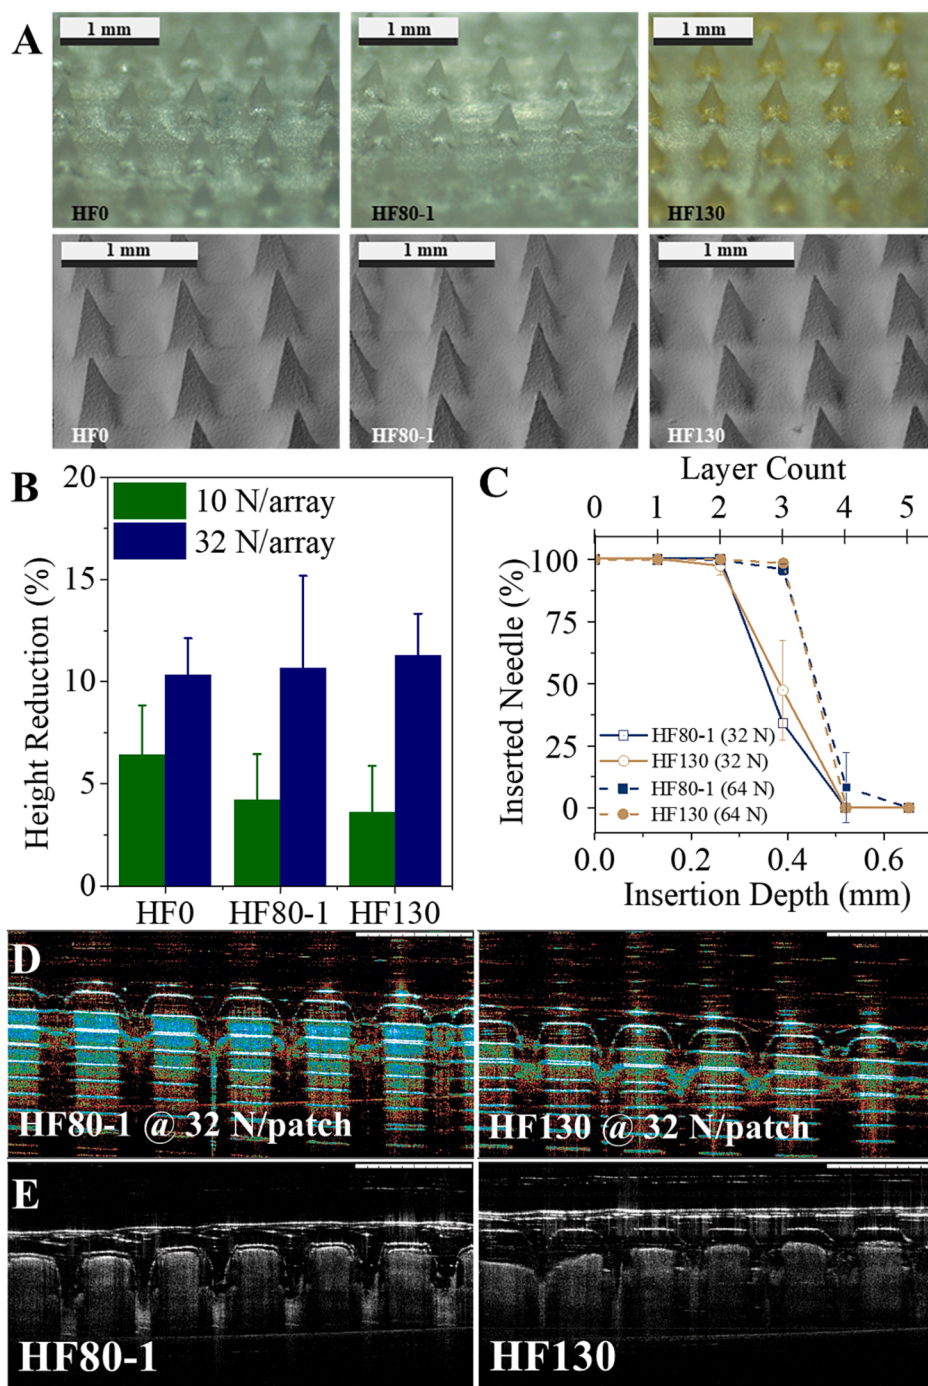 A
1 mm
1 mm
1 mm
HF0
HF80-1
HF130
1 mm
1 mm
1 mm
HF0
HF80-1
HF130
B
20
15
10
5
0
Height Reduction (%)
10 N/array
32 N/array
HF0
HF80-1
HF130
C
Layer Count
0 1 2 3 4 5
100
75
50
25
0
Inserted Needle (%)
HF80-1 (32 N)
HF130 (32 N)
HF80-1 (64 N)
HF130 (64 N)
0.0 0.2 0.4 0.6
Insertion Depth (mm)
D
HF80-1 @ 32 N/patch
HF130 @ 32 N/patch
E
HF80-1
HF130